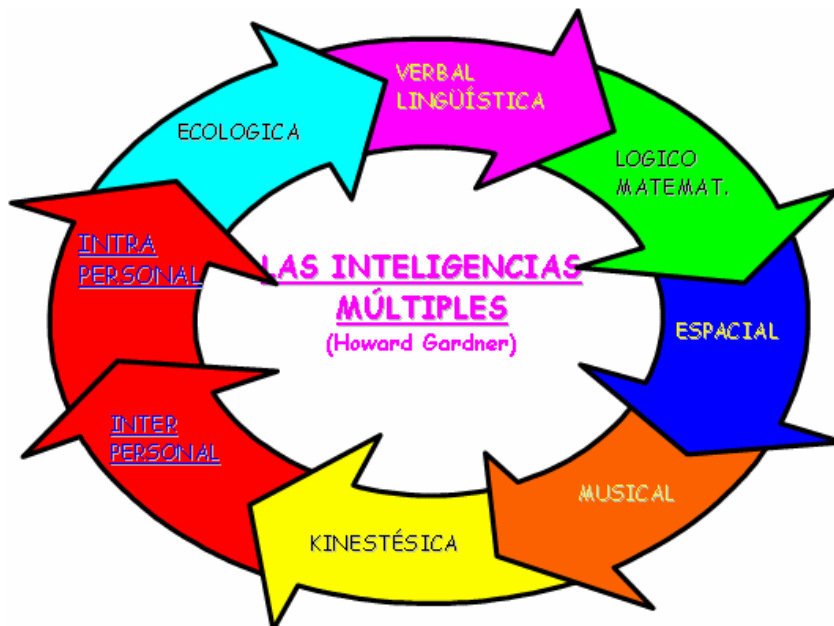 LAS INTELIGENCIAS
MÚLTIPLES
(Howard Gardner)
VERBAL
LINGÜÍSTICA
LOGICO
MATEMAT.
ESPACIAL
MUSICAL
KINESTÉSICA
INTER
PERSONAL
INTRA
PERSONAL
ECOLOGICA